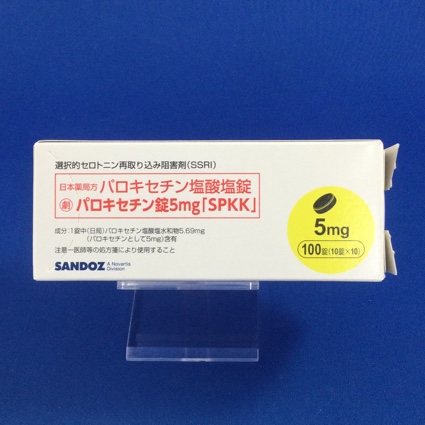 選択的セロトニン再取り込み阻害剤(SSRI)
日本薬局方 パロキセチン塩酸塩錠
劇 パロキセチン錠5mg「SPKK」
成分:1錠中(日局)パロキセチン塩酸塩水和物5.69mg
(パロキセチンとして5mg)含有
注意-医師等の処方箋により使用すること
SANDOZ A Novartis
Division
5mg
100錠(10錠×10)